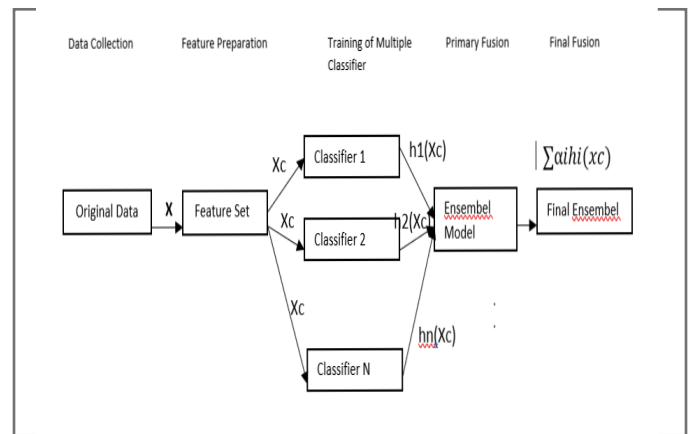 Data Collection
Feature Preparation
Training of Multiple
Classifier
Primary Fusion
Final Fusion
Original Data
X
Feature Set
Xc
Xc
Xc
Classifier 1
Classifier 2
Classifier N
h1(Xc)
h2(Xc)
hn(Xc)
Ensembel
Model
| ∑αihi(xc)
Final Ensembel